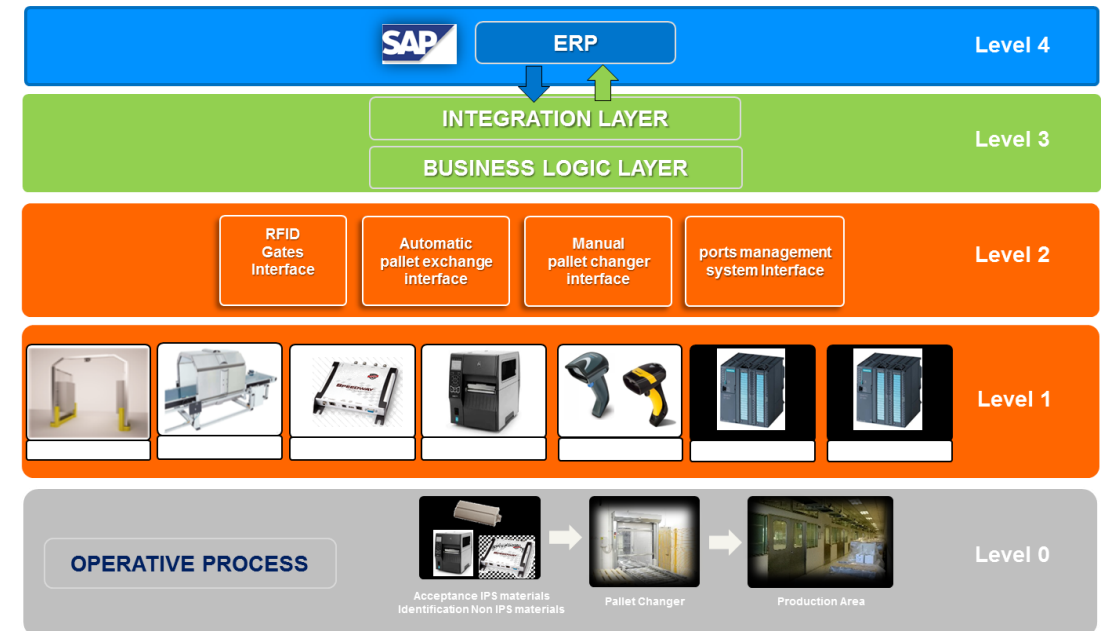 SAP
ERP
Level 4
INTEGRATION LAYER
BUSINESS LOGIC LAYER
Level 3
RFID
Gates
Interface
Automatic
pallet exchange
interface
Manual
pallet changer
interface
ports management
system Interface
Level 2
SPEEDWAY
Level 1
OPERATIVE PROCESS
Acceptance IPS materials
Identification Non IPS materials
Pallet Changer
Production Area
Level 0